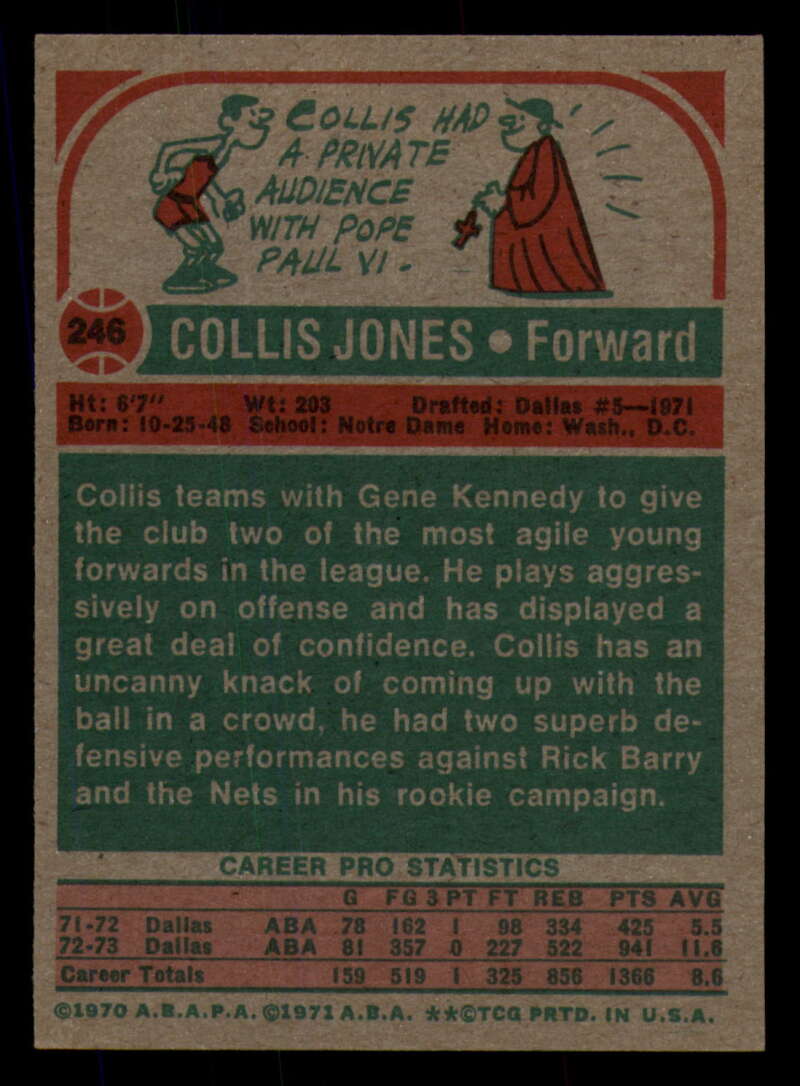 COLLIS HAD
A PRIVATE
AUDIENCE
WITH POPE
PAUL VI.
246 COLLIS JONES • Forward
Ht: 6'7" Wt: 203 Drafted: Dallas #5—1971
Born: 10-25-48 School: Notre Dame Home: Wash., D.C.
Collis teams with Gene Kennedy to give
the club two of the most agile young
forwards in the league. He plays aggres-
sively on offense and has displayed a
great deal of confidence. Collis has an
uncanny knack of coming up with the
ball in a crowd, he had two superb de-
fensive performances against Rick Barry
and the Nets in his rookie campaign.
CAREER PRO STATISTICS
G FG 3 PT FT REB PTS AVG
71-72 Dallas ABA 78 162 1 98 334 425 5.5
72-73 Dallas ABA 81 357 0 227 522 941 11.6
Career Totals 159 519 1 325 856 1366 8.6
©1970 A.B.A.P.A. ©1971 A.B.A. **©TCG PRTD. IN U.S.A.